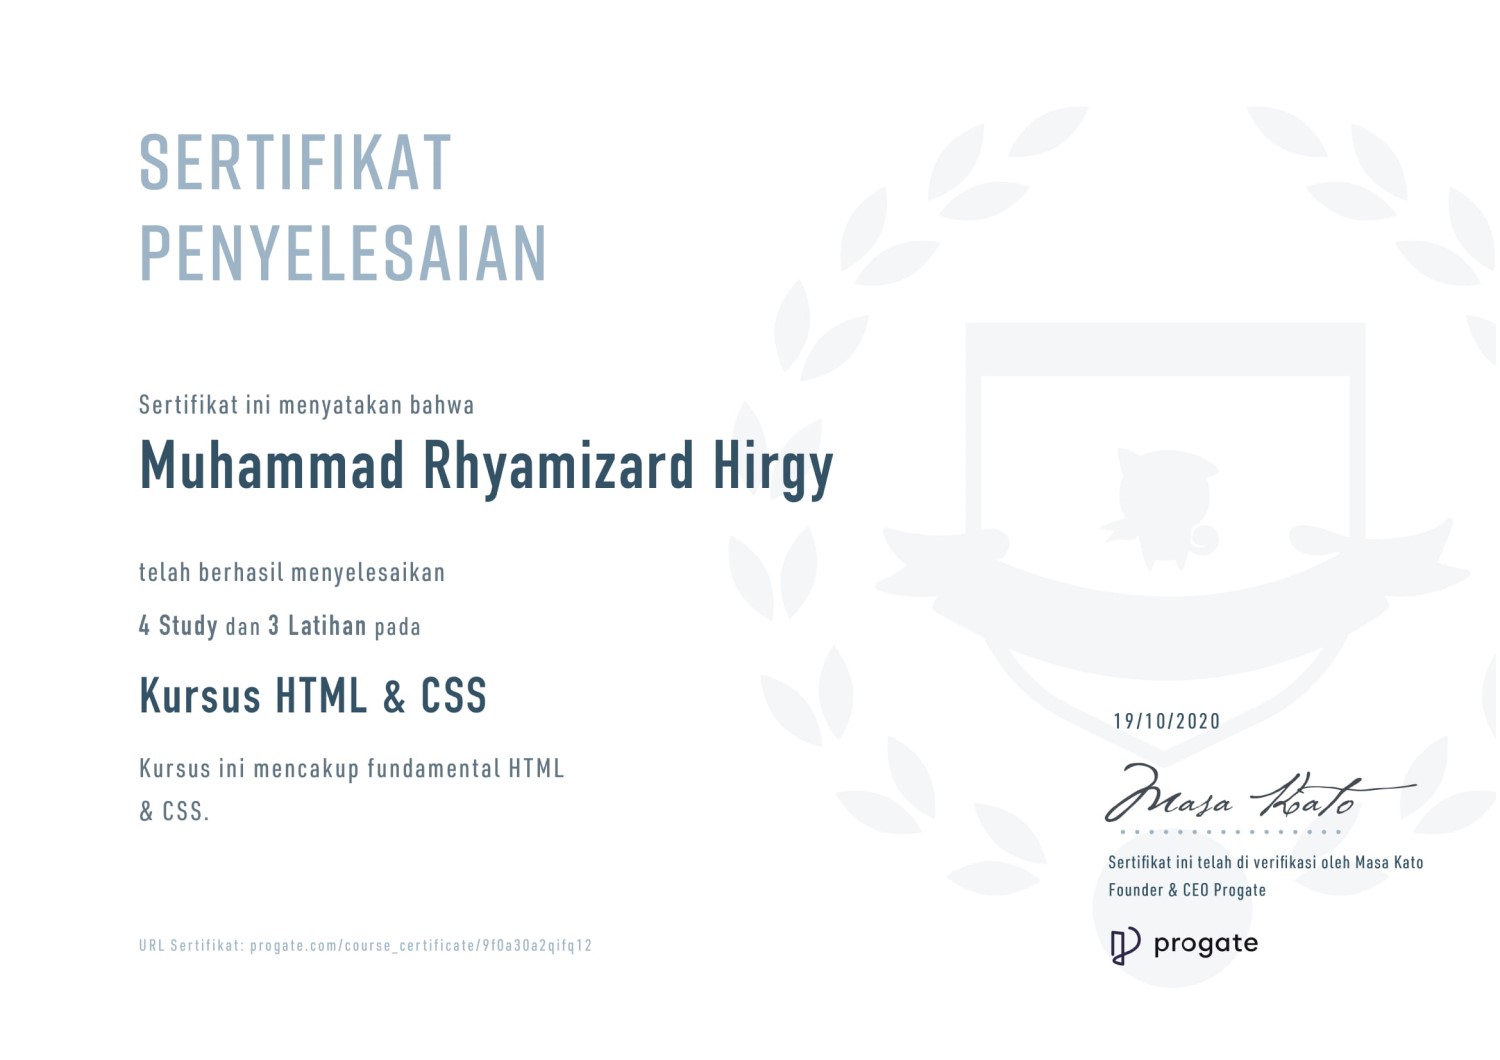 SERTIFIKAT
PENYELESAIAN
Sertifikat ini menyatakan bahwa
Muhammad Rhyamizard Hirgy
telah berhasil menyelesaikan
4 Study dan 3 Latihan pada
Kursus HTML & CSS
Kursus ini mencakup fundamental HTML
& CSS.
URL Sertifikat: progate.com/course_certificate/9f0a30a2qifq12
19/10/2020
Masa Kato
Sertifikat ini telah di verifikasi oleh Masa Kato
Founder & CEO Progate
progate